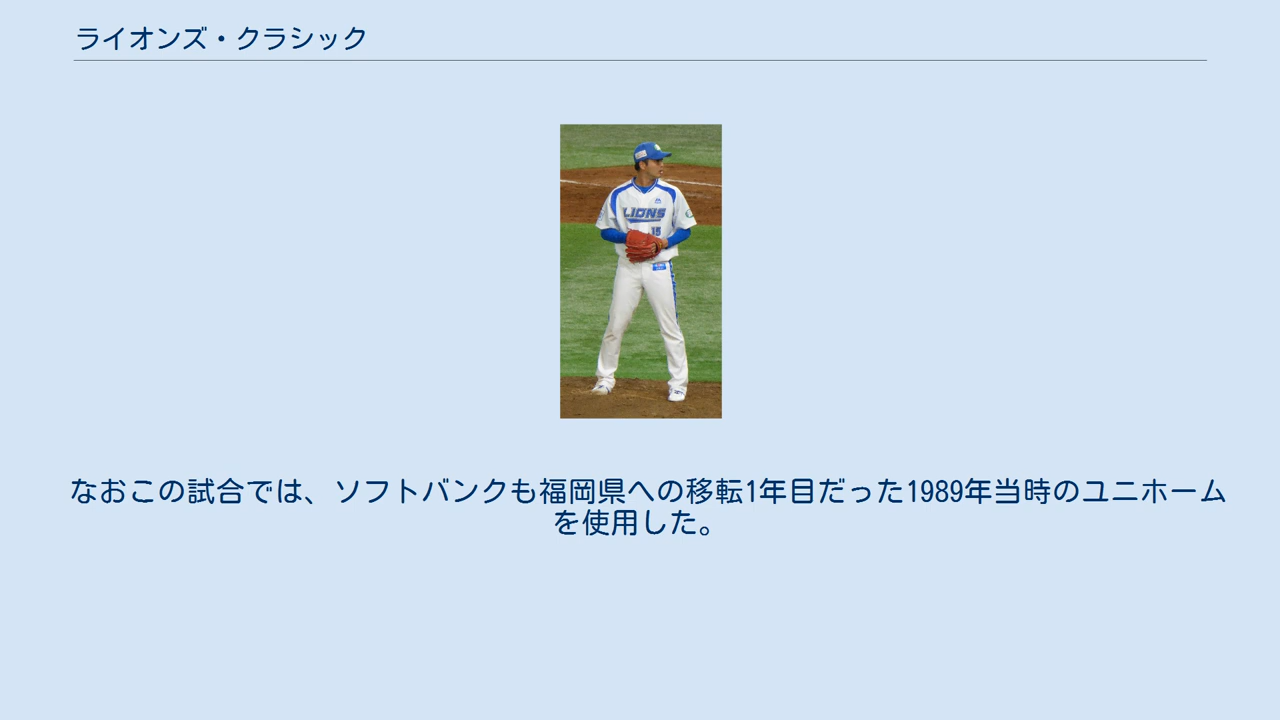 ライオンズ・クラシック
LIONS
15
なおこの試合では、ソフトバンクも福岡県への移転1年目だった1989年当時のユニホーム
を使用した。